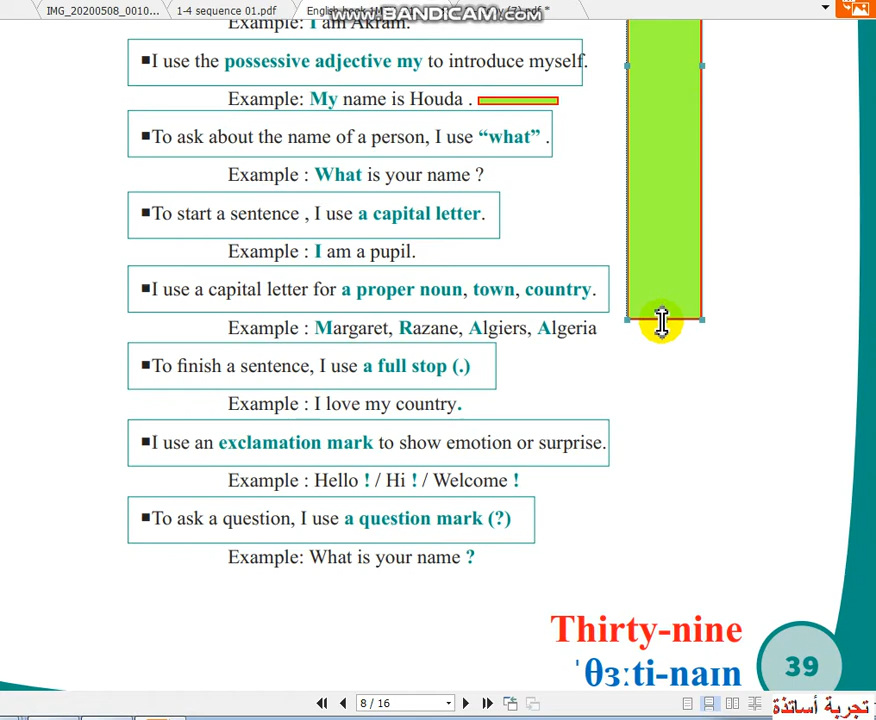 IMG_20200508_0010... 1-4 sequence 01.pdf English book
www.BANDICAM.com
Example: I am Akram.
■I use the possessive adjective my to introduce myself.
Example: My name is Houda .
■To ask about the name of a person, I use “what” .
Example : What is your name ?
■To start a sentence , I use a capital letter.
Example : I am a pupil.
■I use a capital letter for a proper noun, town, country.
Example : Margaret, Razane, Algiers, Algeria
■To finish a sentence, I use a full stop (.)
Example : I love my country.
■I use an exclamation mark to show emotion or surprise.
Example : Hello ! / Hi ! / Welcome !
■To ask a question, I use a question mark (?)
Example: What is your name ?
Thirty-nine
ˈθɜːti-naɪn
39
8 / 16
تجربة أساتذة